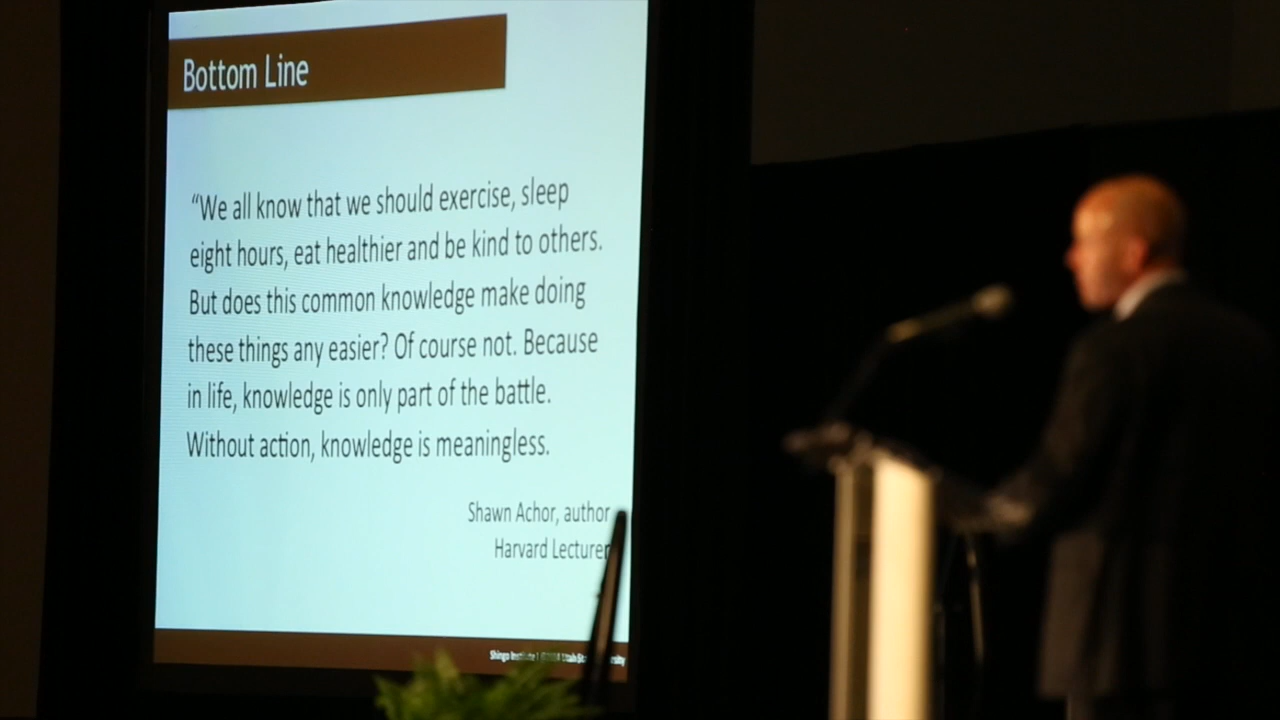 Bottom Line
“We all know that we should exercise, sleep
eight hours, eat healthier and be kind to others.
But does this common knowledge make doing
these things any easier? Of course not. Because
in life, knowledge is only part of the battle.
Without action, knowledge is meaningless.
Shawn Achor, author
Harvard Lecturer
Shingo